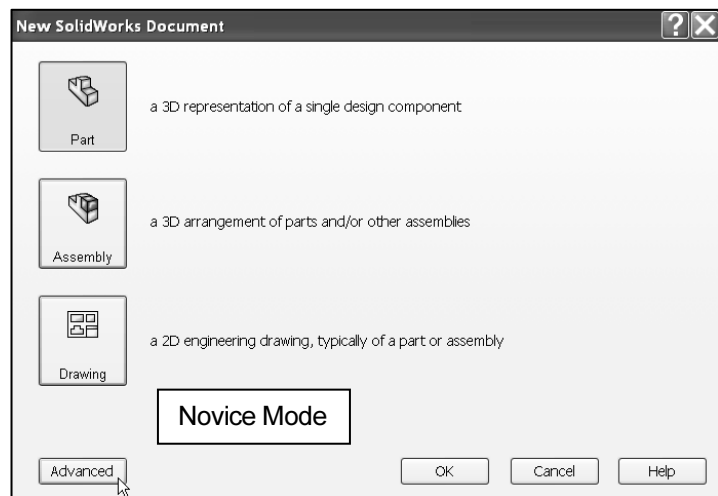 New SolidWorks Document
Part
a 3D representation of a single design component
Assembly
a 3D arrangement of parts and/or other assemblies
Drawing
a 2D engineering drawing, typically of a part or assembly
Novice Mode
Advanced
OK
Cancel
Help